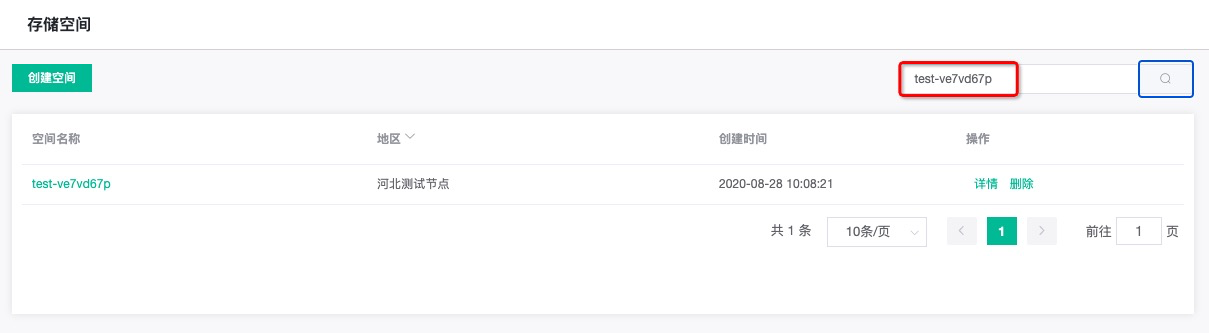 存储空间
创建空间 test-ve7vd67p
空间名称 地区 创建时间 操作
test-ve7vd67p 河北测试节点 2020-08-28 10:08:21 详情 删除
共 1 条 10条/页 1 前往 1 页